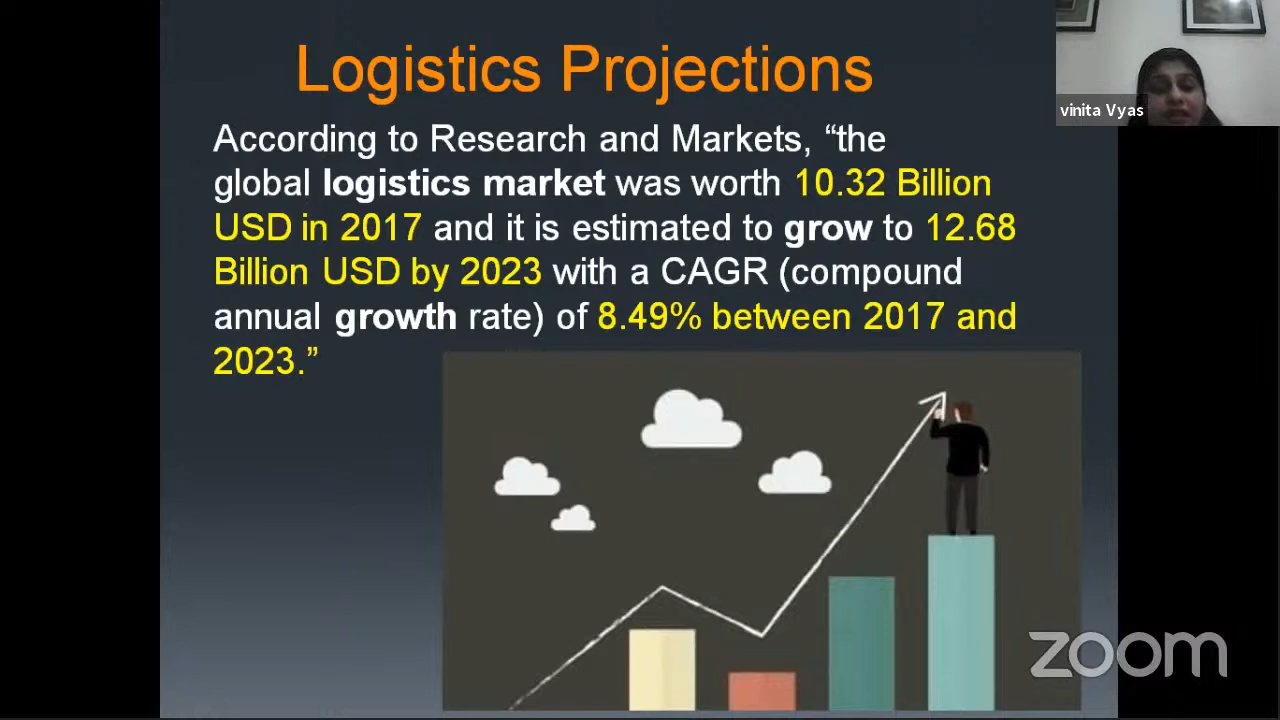 Logistics Projections
According to Research and Markets, “the
global logistics market was worth 10.32 Billion
USD in 2017 and it is estimated to grow to 12.68
Billion USD by 2023 with a CAGR (compound
annual growth rate) of 8.49% between 2017 and
2023.”
vinita Vyas
zoom